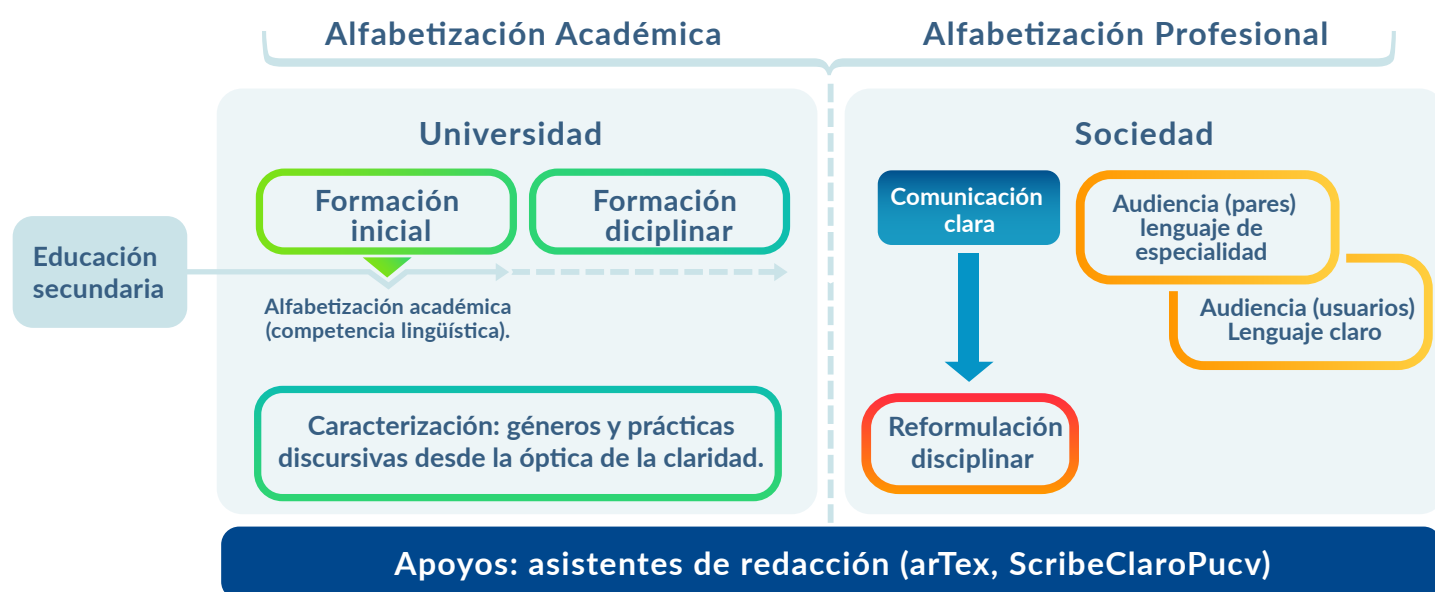 Alfabetización Académica
Alfabetización Profesional
Universidad
Sociedad
Formación
inicial
Formación
diciplinar
Educación
secundaria
Alfabetización académica
(competencia lingüística).
Caracterización: géneros y prácticas
discursivas desde la óptica de la claridad.
Comunicación
clara
Audiencia (pares)
lenguaje de
especialidad
Audiencia (usuarios)
Lenguaje claro
Reformulación
disciplinar
Apoyos: asistentes de redacción (arTex, ScribeClaroPucv)